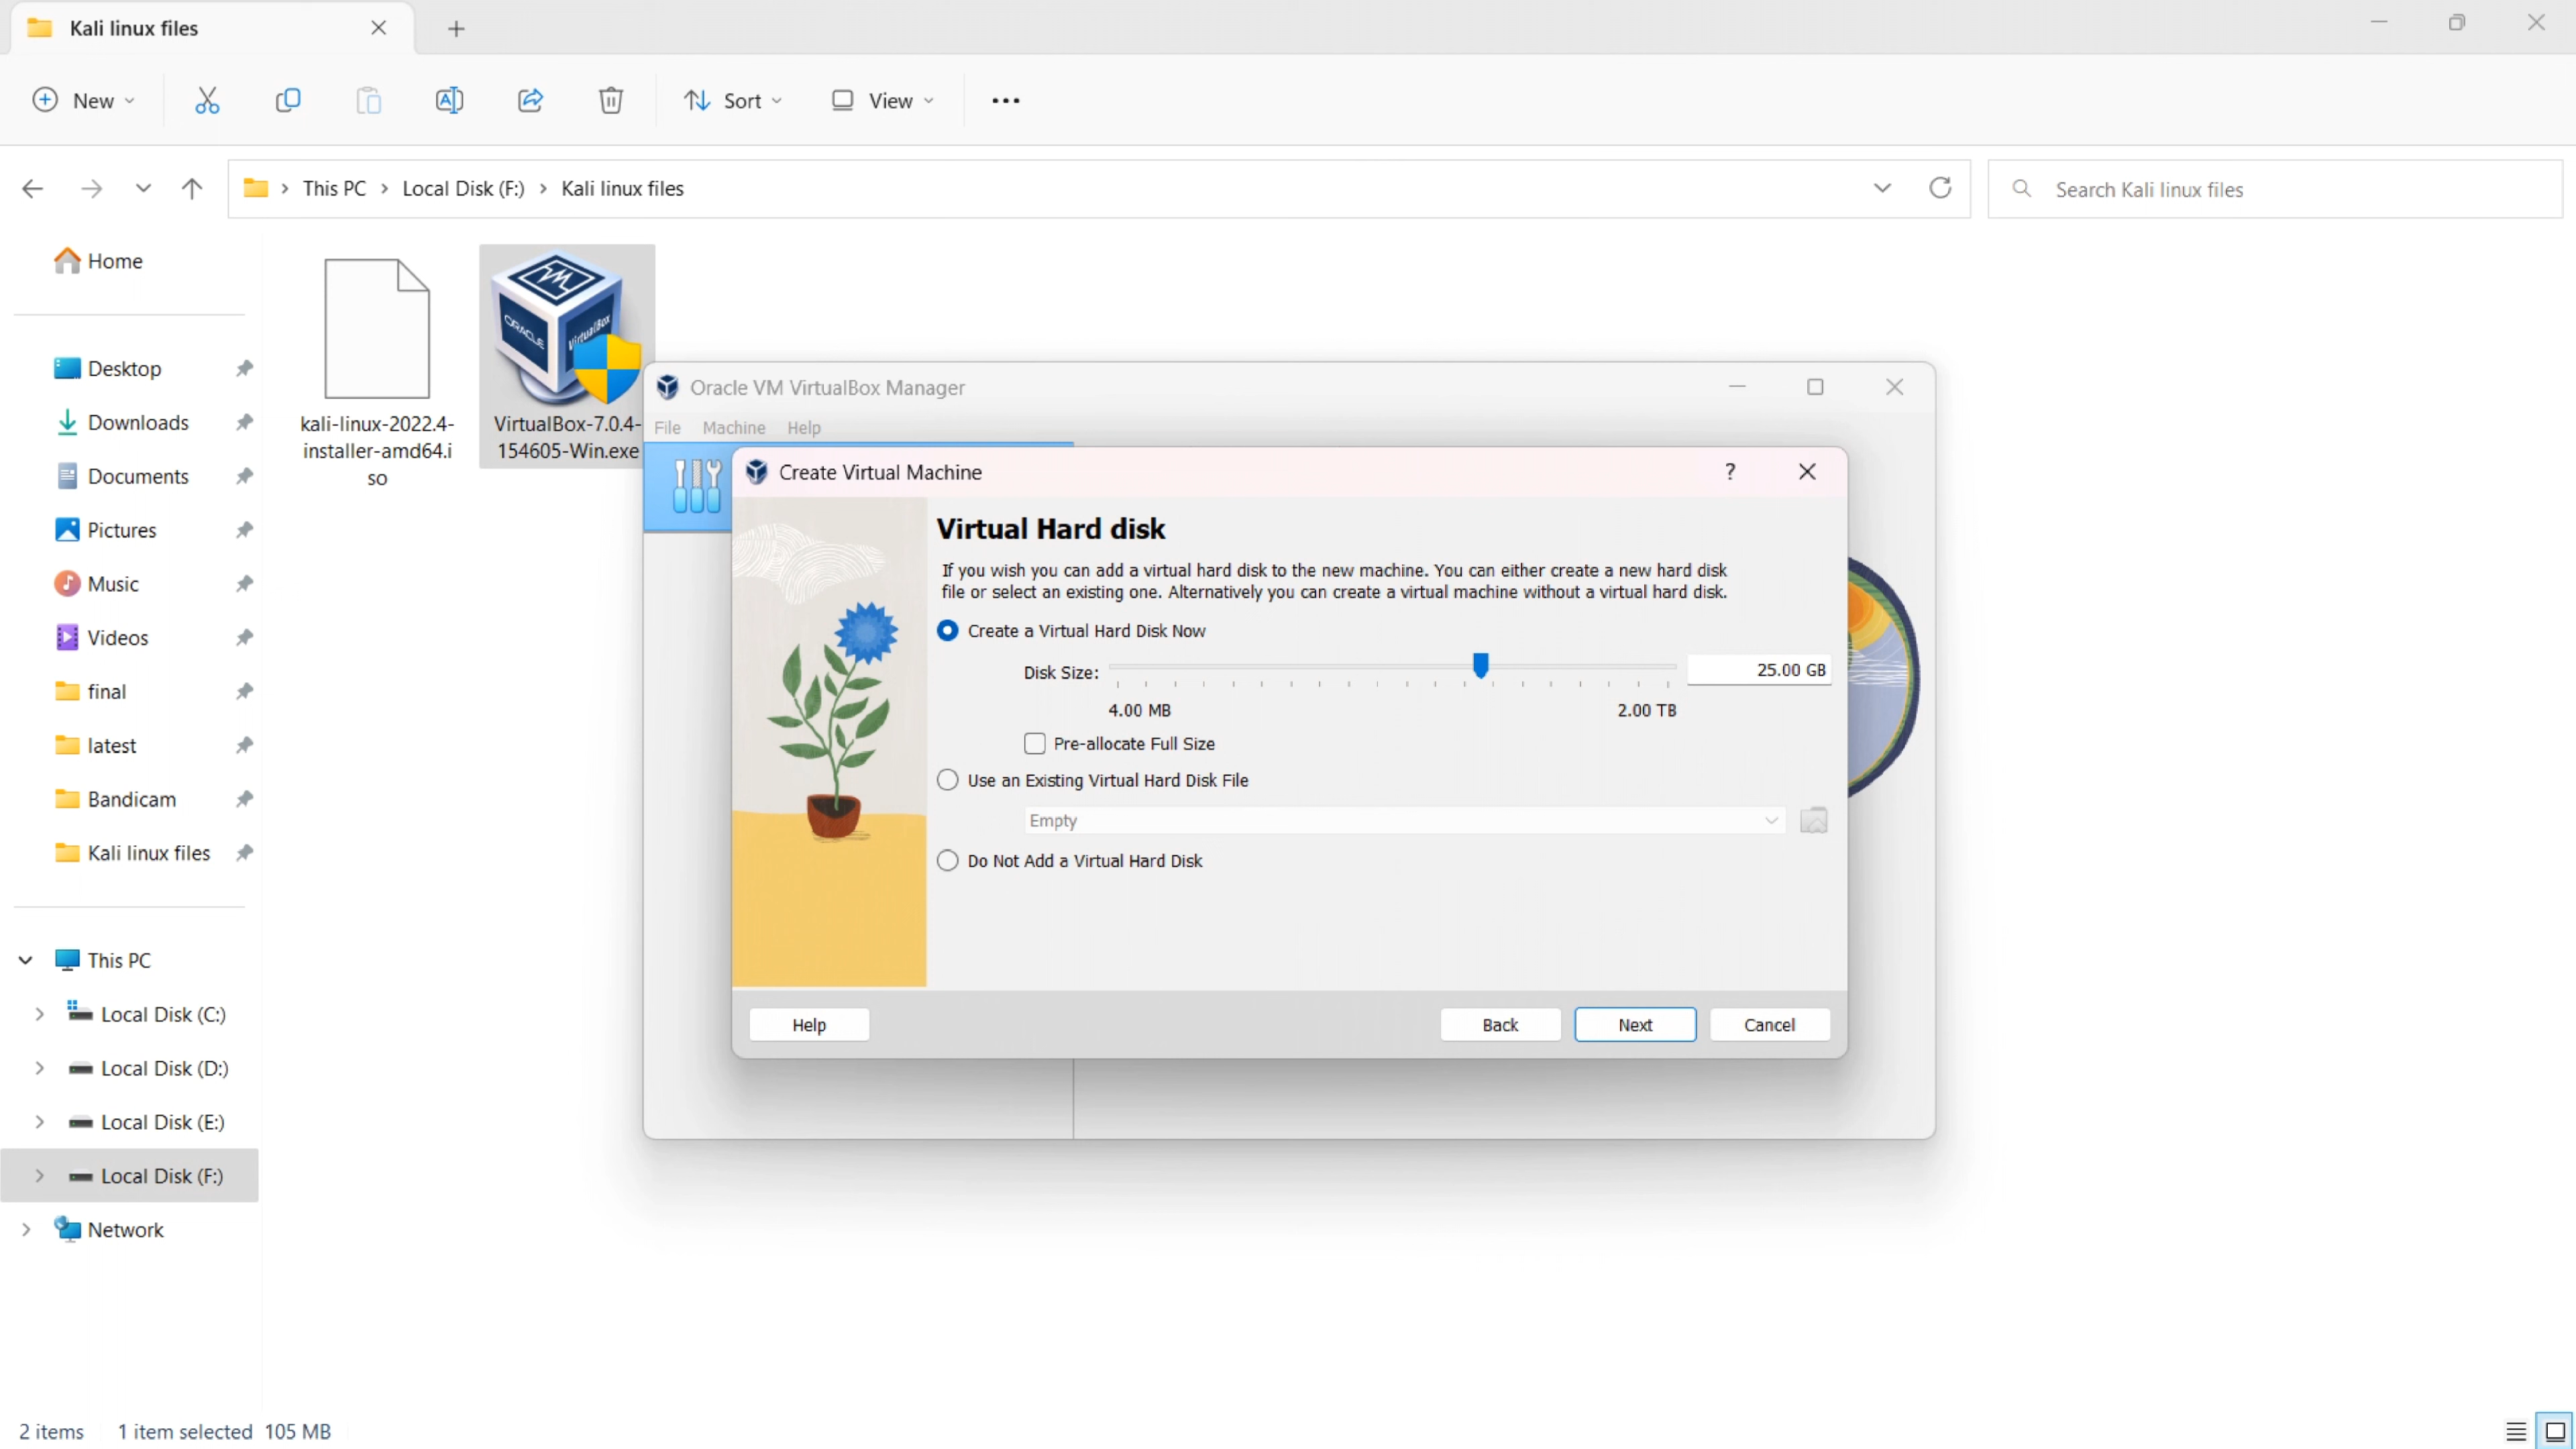 Kali linux files
New
Sort
View
This PC
Local Disk (F:)
Kali linux files
Search Kali linux files
Home
Desktop
Downloads
Documents
Pictures
Music
Videos
final
latest
Bandicam
Kali linux files
This PC
Local Disk (C:)
Local Disk (D:)
Local Disk (E:)
Local Disk (F:)
Network
kali-linux-2022.4-
installer-amd64.i
so
ORACLE
VirtualBox
VirtualBox-7.0.4-
154605-Win.exe
Oracle VM VirtualBox Manager
File Machine Help
Create Virtual Machine
?
Virtual Hard disk
If you wish you can add a virtual hard disk to the new machine. You can either create a new hard disk
file or select an existing one. Alternatively you can create a virtual machine without a virtual hard disk.
Create a Virtual Hard Disk Now
Disk Size:
25.00 GB
4.00 MB
2.00 TB
Pre-allocate Full Size
Use an Existing Virtual Hard Disk File
Empty
Do Not Add a Virtual Hard Disk
Help
Back
Next
Cancel
2 items
1 item selected 105 MB